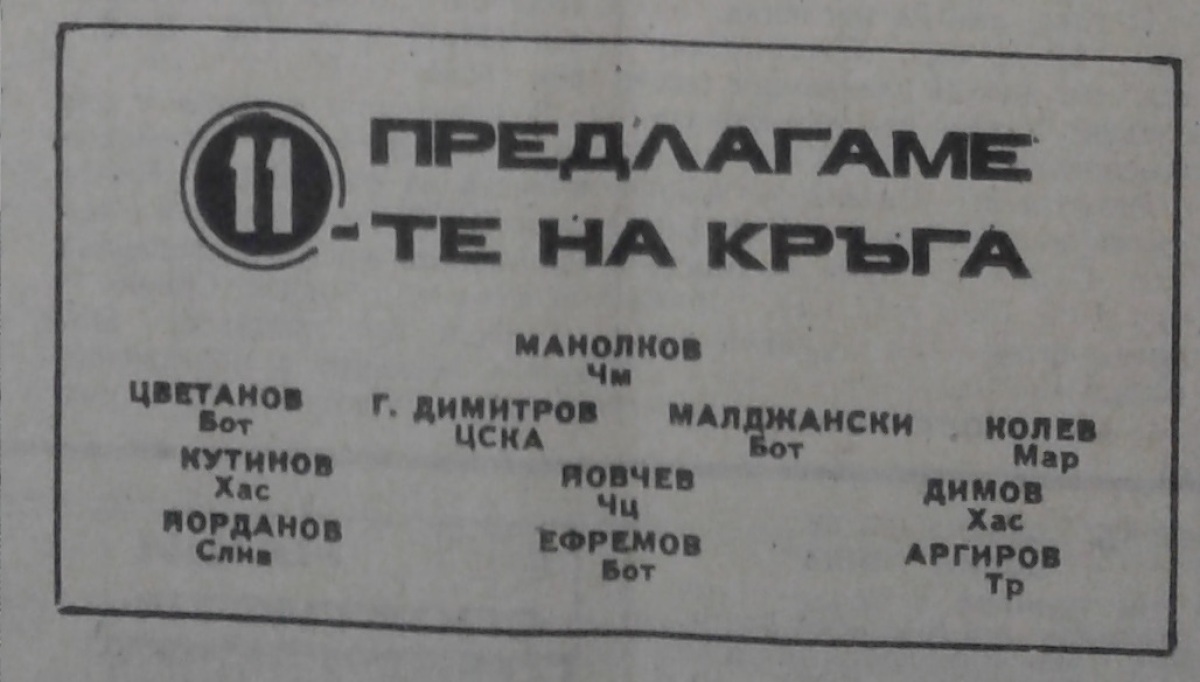 ПРЕДЛАГАМЕ
11-ТЕ НА КРЪГА
МАНОЛКОВ
Чм
ЦВЕТАНОВ Г. ДИМИТРОВ МАЛДЖАНСКИ КОЛЕВ
Бот ЦСКА Бот Мар
КУТИНОВ ЙОВЧЕВ ДИМОВ
Хас Чц Хас
ЙОРДАНОВ ЕФРЕМОВ АРГИРОВ
Слив Бот Тр